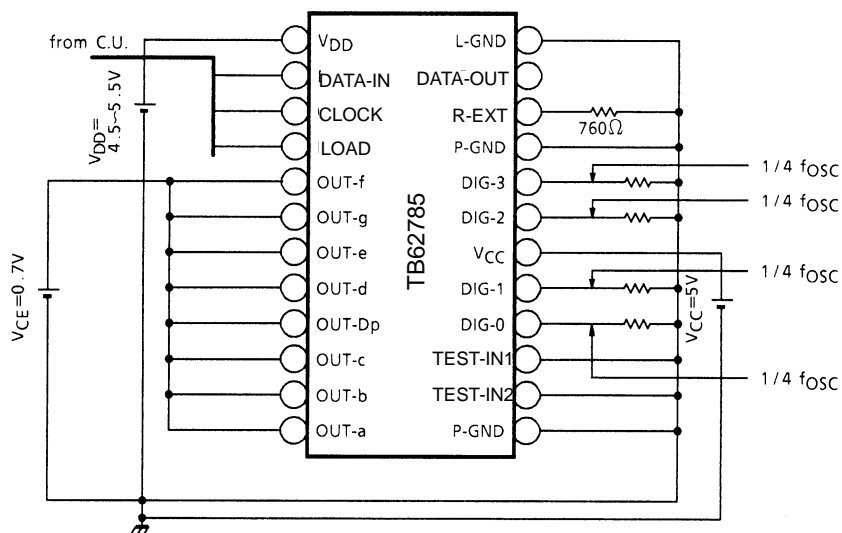 from C.U.
VDD=
4.5~5.5V
VCE=0.7V
VDD
DATA-IN
CLOCK
LOAD
OUT-f
OUT-g
OUT-e
OUT-d
OUT-Dp
OUT-c
OUT-b
OUT-a
TB62785
L-GND
DATA-OUT
R-EXT
P-GND
DIG-3
DIG-2
VCC
DIG-1
DIG-0
TEST-IN1
TEST-IN2
P-GND
760Ω
1/4 fOSC
1/4 fOSC
1/4 fOSC
VCC=5V
1/4 fOSC